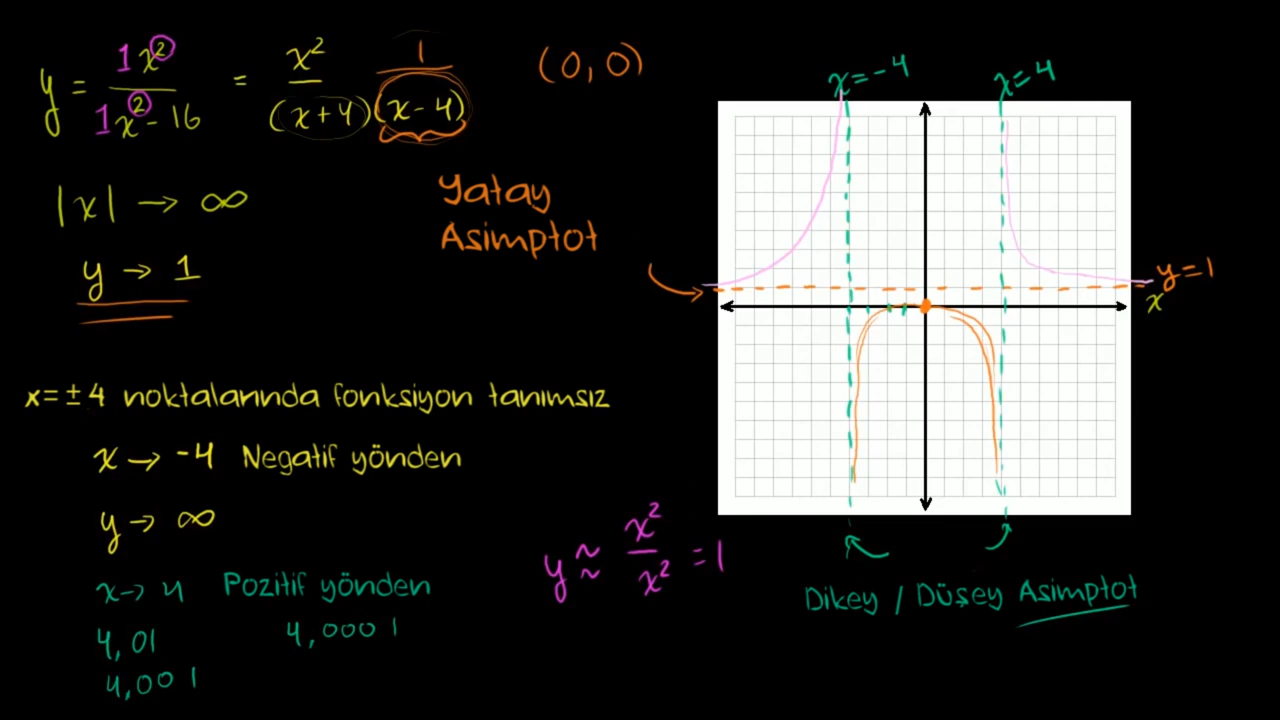 y = 1x² / 1x² - 16 = x² / (x+4) 1 / (x-4)
(0,0)
|x| → ∞
y → 1
Yatay
Asimptot
x=-4
x=4
y=1
x
x=±4 noktalarında fonksiyon tanımsız
x → -4 Negatif yönden
y → ∞
x → 4 Pozitif yönden
4,01
4,0001
4,001
y ≈ x² / x² = 1
Dikey / Düşey Asimptot